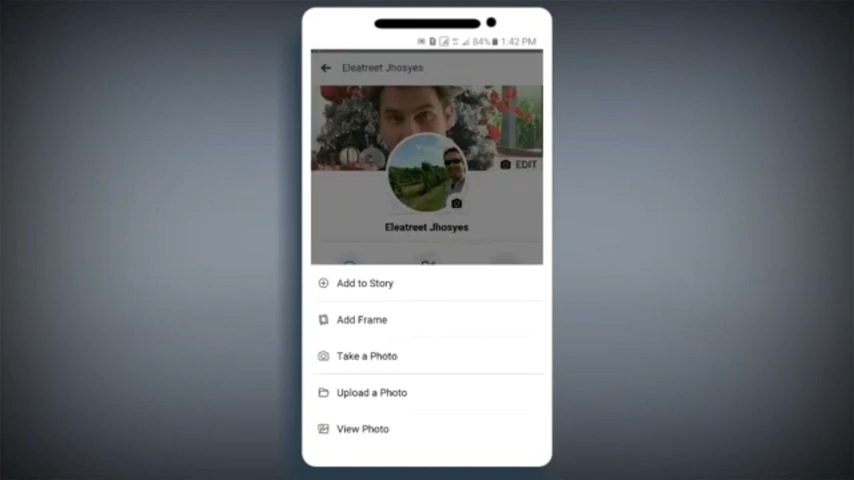 84% 1:42 PM
Eleatreet Jhosyes
EDIT
Eleatreet Jhosyes
Add to Story
Add Frame
Take a Photo
Upload a Photo
View Photo